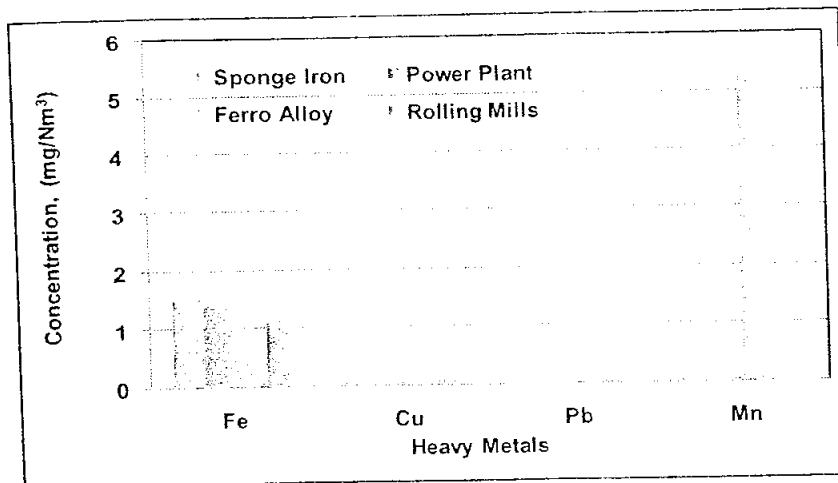 6
5
4
3
2
1
0
Concentration, (mg/Nm³)
Sponge Iron Power Plant
Ferro Alloy Rolling Mills
Fe Cu Pb Mn
Heavy Metals